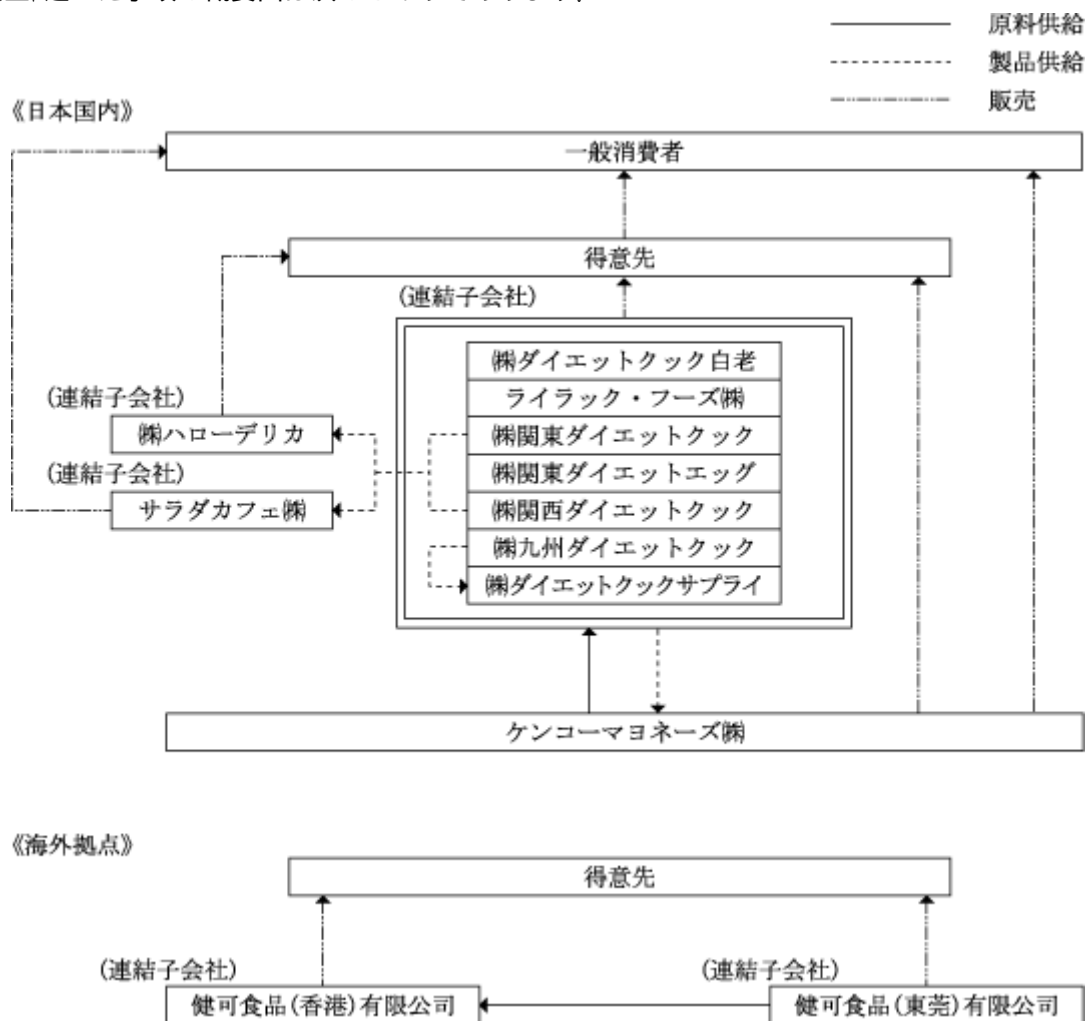 原料供給
製品供給
販売
《日本国内》
一般消費者
得意先
(連結子会社)
㈱ダイエットクック白老
ライラック・フーズ㈱
(連結子会社)
㈱ハローデリカ
㈱関東ダイエットクック
㈱関東ダイエットエッグ
(連結子会社)
サラダカフェ㈱
㈱関西ダイエットクック
㈱九州ダイエットクック
㈱ダイエットクックサプライ
ケンコーマヨネーズ㈱
《海外拠点》
得意先
(連結子会社)
(連結子会社)
健可食品(香港)有限公司
健可食品(東莞)有限公司